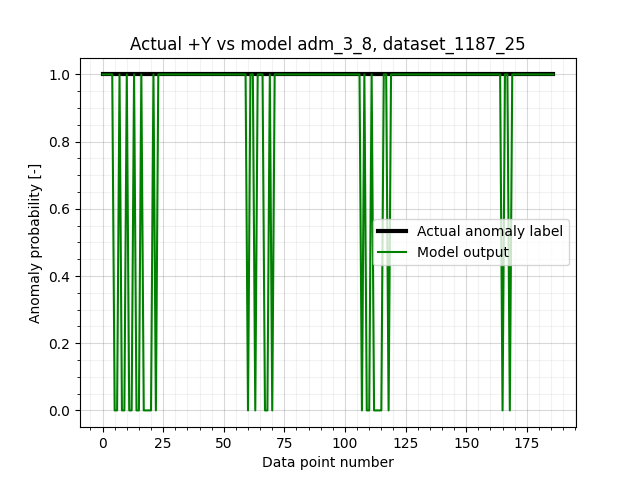 Actual +Y vs model adm_3_8, dataset_1187_25
1.0
0.8
0.6
0.4
0.2
0.0
Anomaly probability [-]
Actual anomaly label
Model output
0 25 50 75 100 125 150 175
Data point number